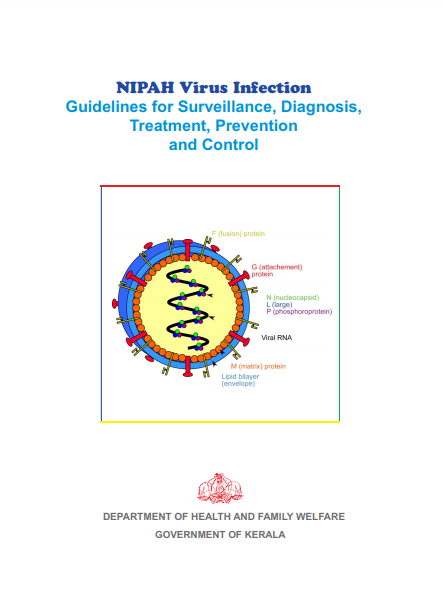 NIPAH Virus Infection
Guidelines for Surveillance, Diagnosis,
Treatment, Prevention
and Control
F (fusion) protein
G (attachement)
protein
N (nucleocapsid)
L (large)
P (phosphoroprotein)
Viral RNA
M (matrix) protein
Lipid bilayer
(envelope)
DEPARTMENT OF HEALTH AND FAMILY WELFARE
GOVERNMENT OF KERALA